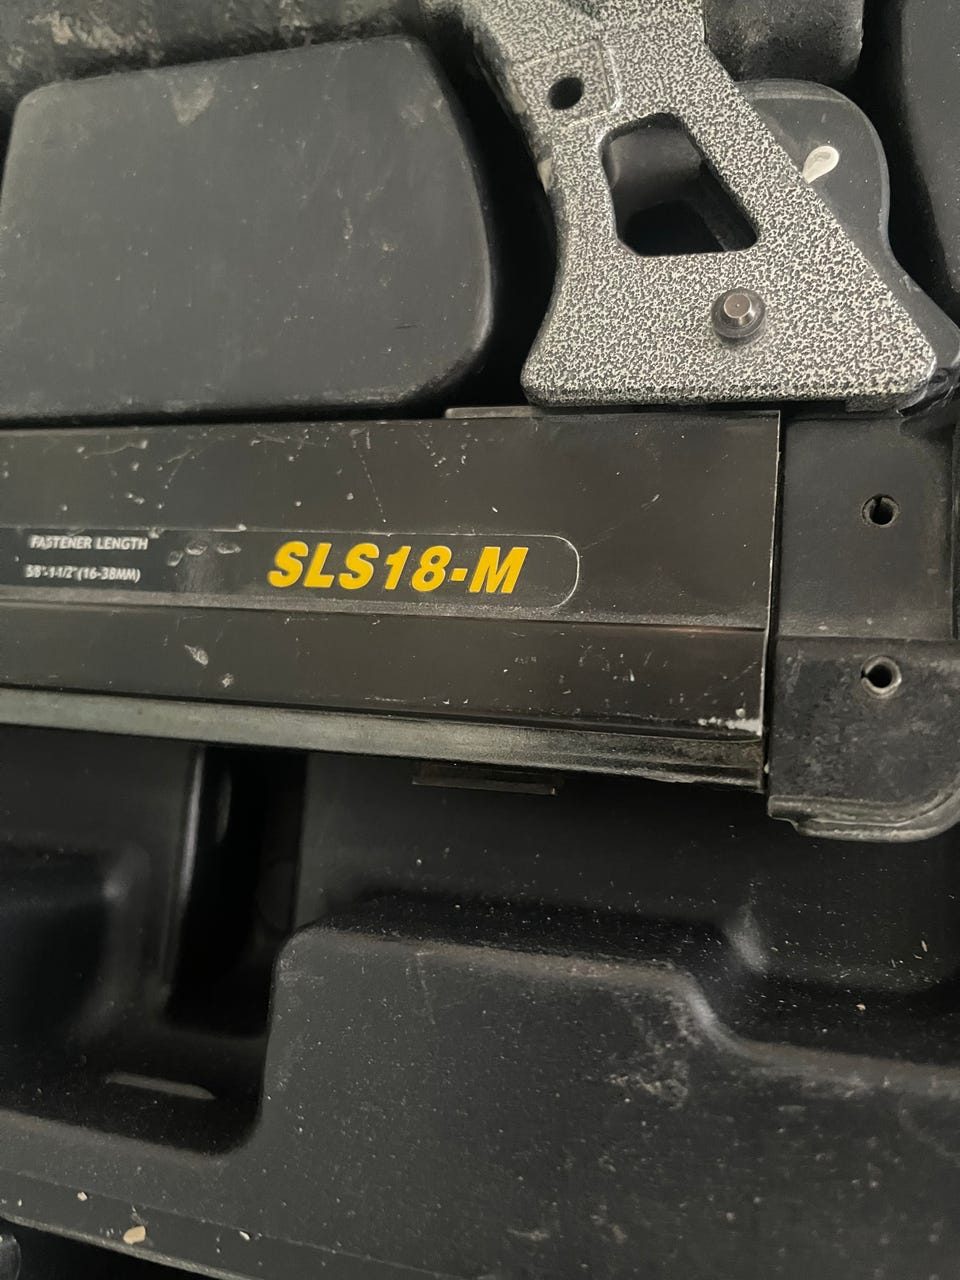 FASTENER LENGTH
5/8"-1-1/2"(16-38MM)
SLS18-M